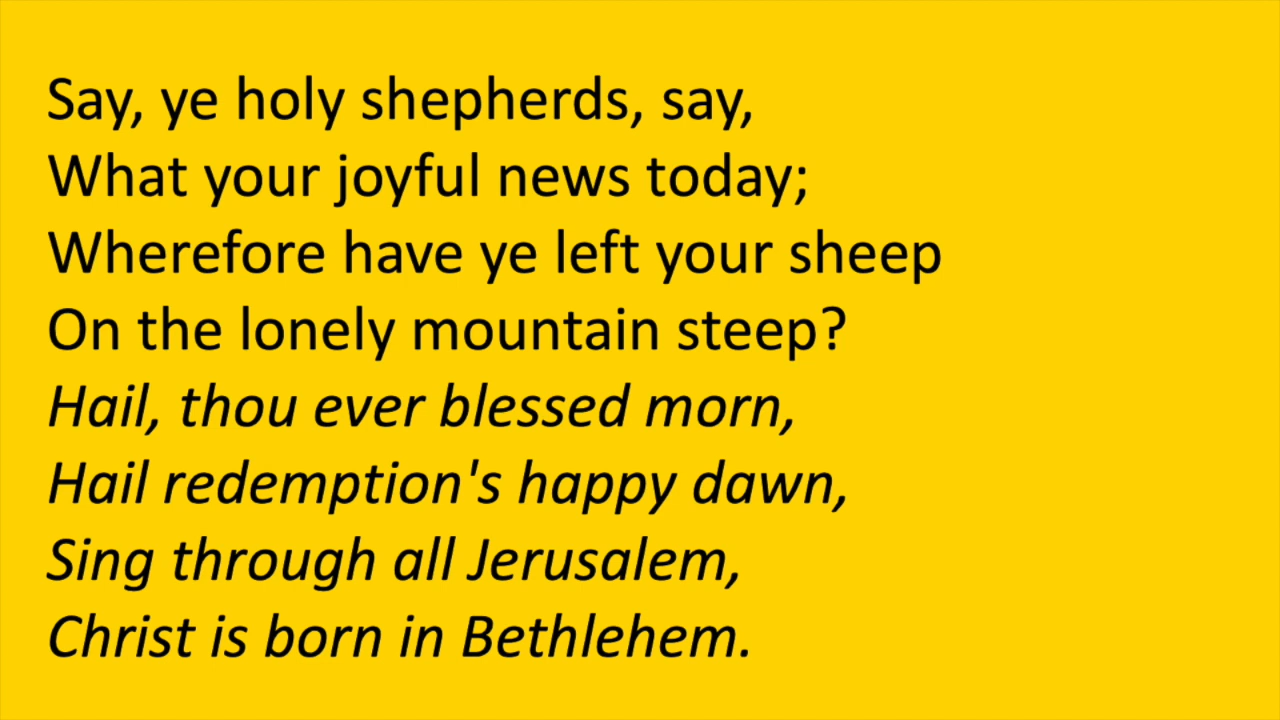 Say, ye holy shepherds, say,
What your joyful news today;
Wherefore have ye left your sheep
On the lonely mountain steep?
Hail, thou ever blessed morn,
Hail redemption's happy dawn,
Sing through all Jerusalem,
Christ is born in Bethlehem.